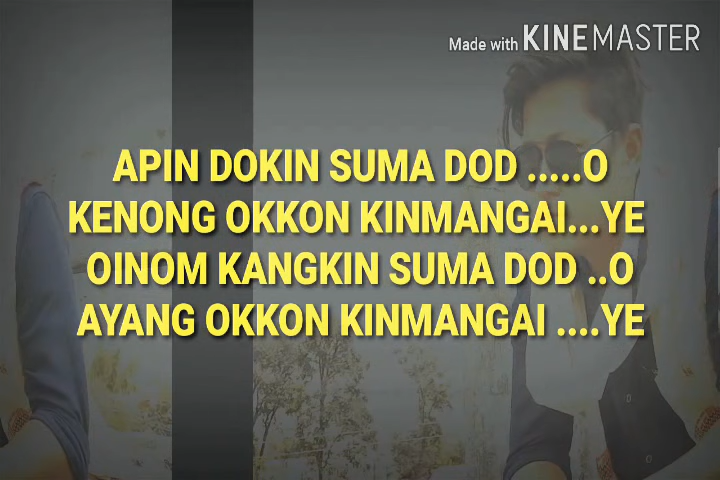 Made with KINEMASTER
APIN DOKIN SUMA DOD .....O
KENONG OKKON KINMANGAI...YE
OINOM KANGKIN SUMA DOD ..O
AYANG OKKON KINMANGAI ....YE